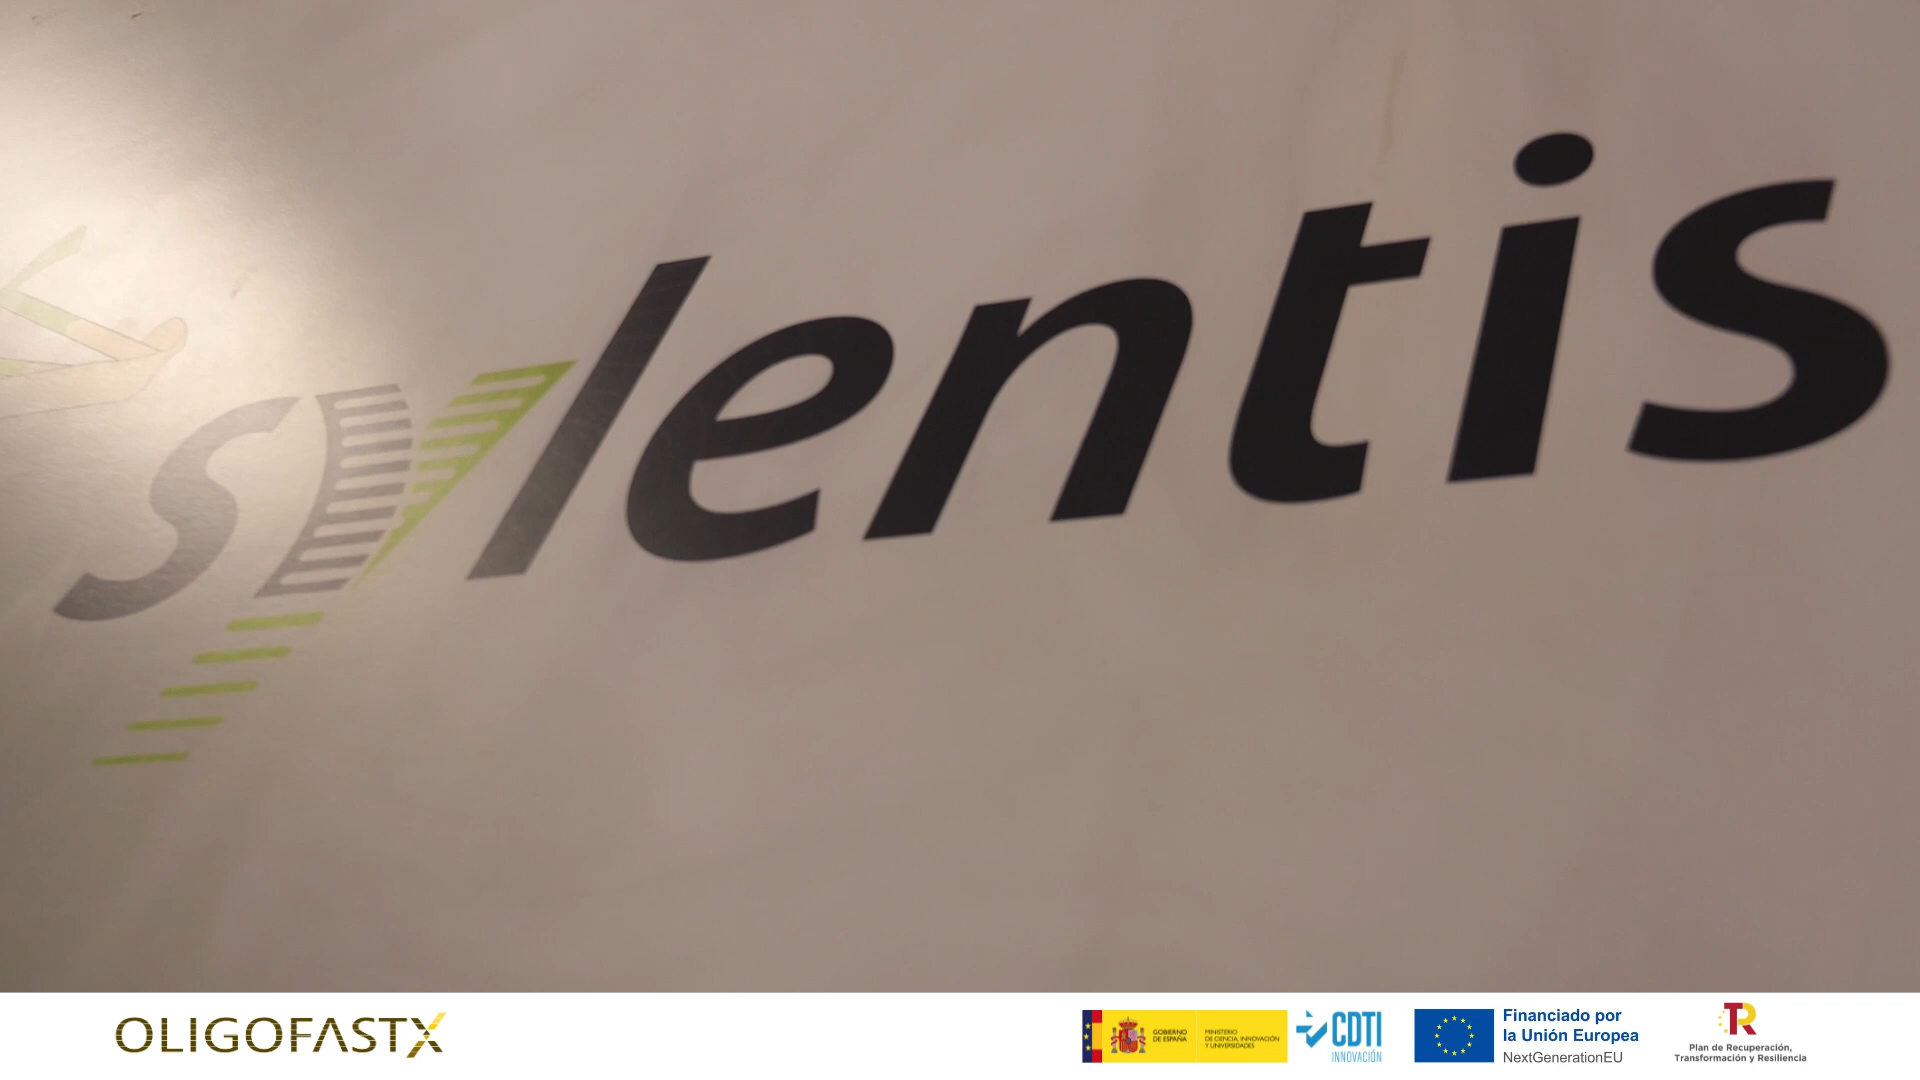 sylentis
OLIGOFASTX
GOBIERNO
DE ESPAÑA
MINISTERIO
DE CIENCIA, INNOVACIÓN
Y UNIVERSIDADES
CDTI
INNOVACIÓN
Financiado por
la Unión Europea
NextGenerationEU
TR
Plan de Recuperación,
Transformación y Resiliencia